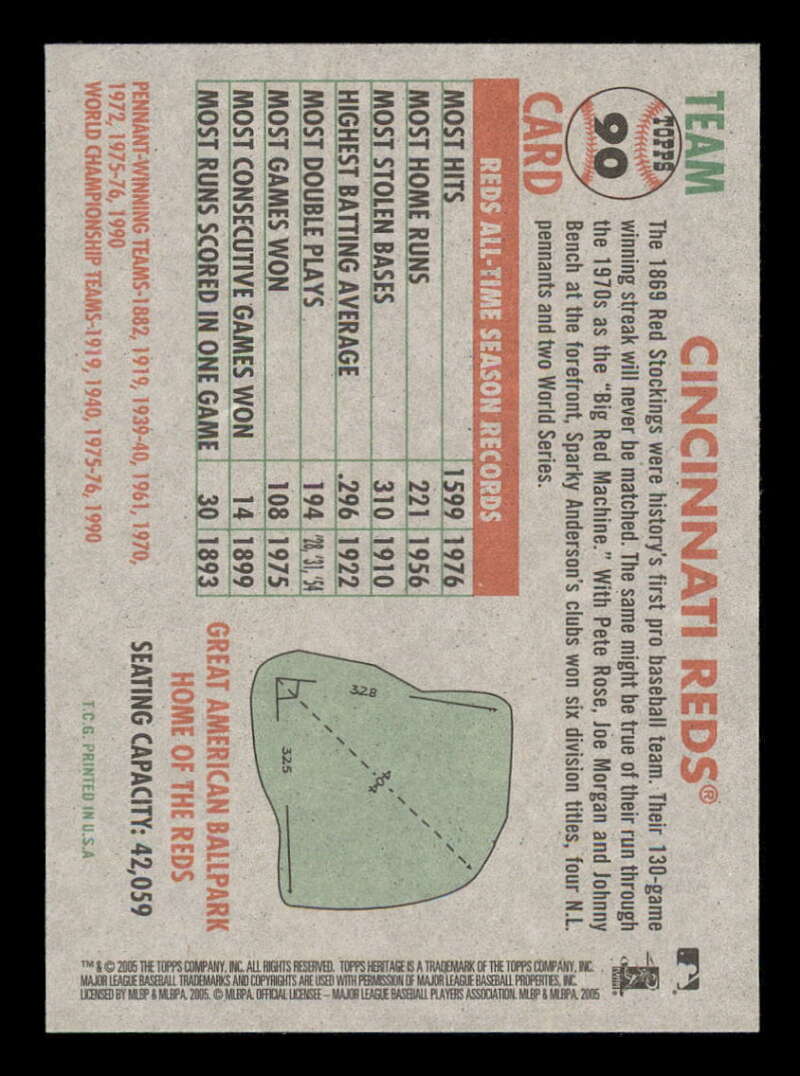 TEAM
TOPPS
90
CARD
CINCINNATI REDS®
The 1869 Red Stockings were history's first pro baseball team. Their 130-game
winning streak will never be matched. The same might be true of their run through
the 1970s as the "Big Red Machine." With Pete Rose, Joe Morgan and Johnny
Bench at the forefront, Sparky Anderson's clubs won six division titles, four N.L.
pennants and two World Series.
REDS ALL-TIME SEASON RECORDS
MOST HITS 1599 1976
MOST HOME RUNS 221 1956
MOST STOLEN BASES 310 1910
HIGHEST BATTING AVERAGE .296 1922
MOST DOUBLE PLAYS 194 '28, '31, '54
MOST GAMES WON 108 1975
MOST CONSECUTIVE GAMES WON 14 1899
MOST RUNS SCORED IN ONE GAME 30 1893
PENNANT-WINNING TEAMS-1882, 1919, 1939-40, 1961, 1970,
1972, 1975-76, 1990
WORLD CHAMPIONSHIP TEAMS-1919, 1940, 1975-76, 1990
328
325
GREAT AMERICAN BALLPARK
HOME OF THE REDS
SEATING CAPACITY: 42,059
T.C.G. PRINTED IN U.S.A
™ & © 2005 THE TOPPS COMPANY, INC. ALL RIGHTS RESERVED. TOPPS HERITAGE IS A TRADEMARK OF THE TOPPS COMPANY, INC.
MAJOR LEAGUE BASEBALL TRADEMARKS AND COPYRIGHTS ARE USED WITH PERMISSION OF MAJOR LEAGUE BASEBALL PROPERTIES, INC.
LICENSED BY MLBP & MLBPA, 2005. © MLBPA. OFFICIAL LICENSEE – MAJOR LEAGUE BASEBALL PLAYERS ASSOCIATION. MLBP & MLBPA. 2005